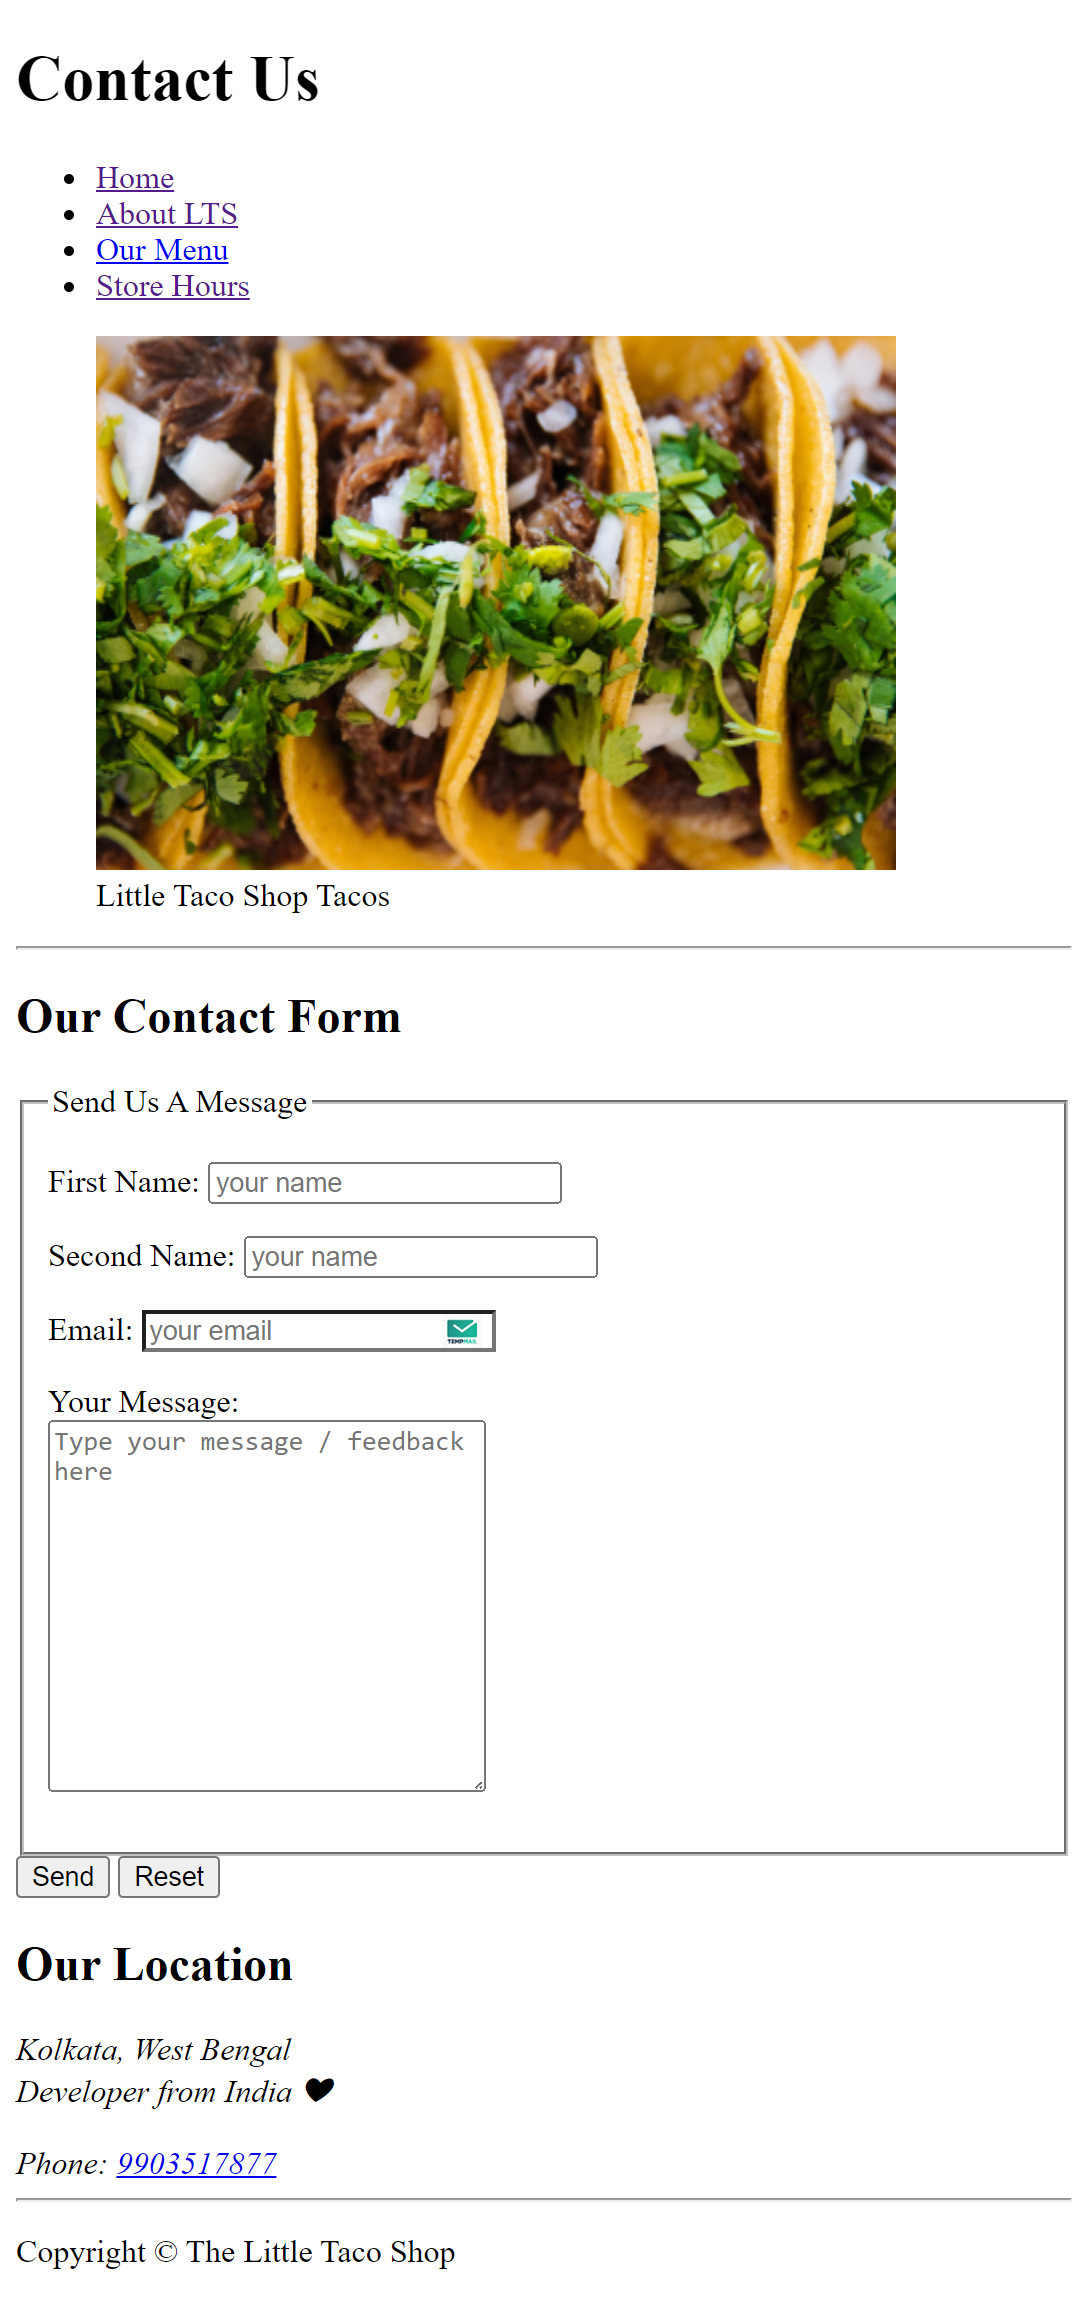 Contact Us
Home
About LTS
Our Menu
Store Hours
Little Taco Shop Tacos
Our Contact Form
Send Us A Message
First Name: your name
Second Name: your name
Email: your email TEMPMAIL
Your Message:
Type your message / feedback
here
Send Reset
Our Location
Kolkata, West Bengal
Developer from India ♥
Phone: 9903517877
Copyright © The Little Taco Shop